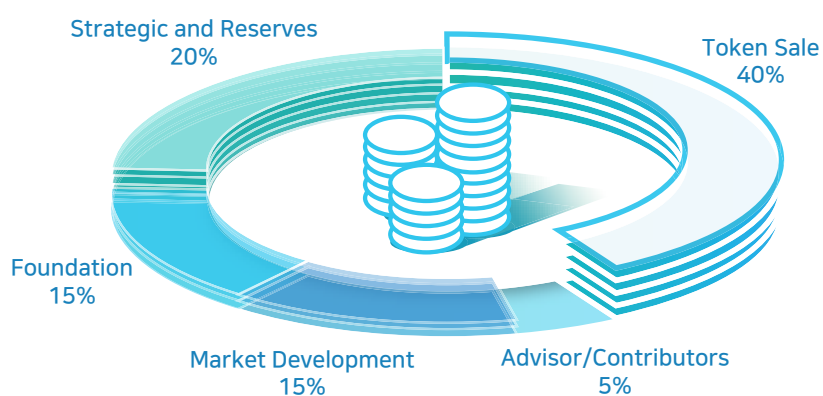 Strategic and Reserves
20%
Token Sale
40%
Foundation
15%
Market Development
15%
Advisor/Contributors
5%